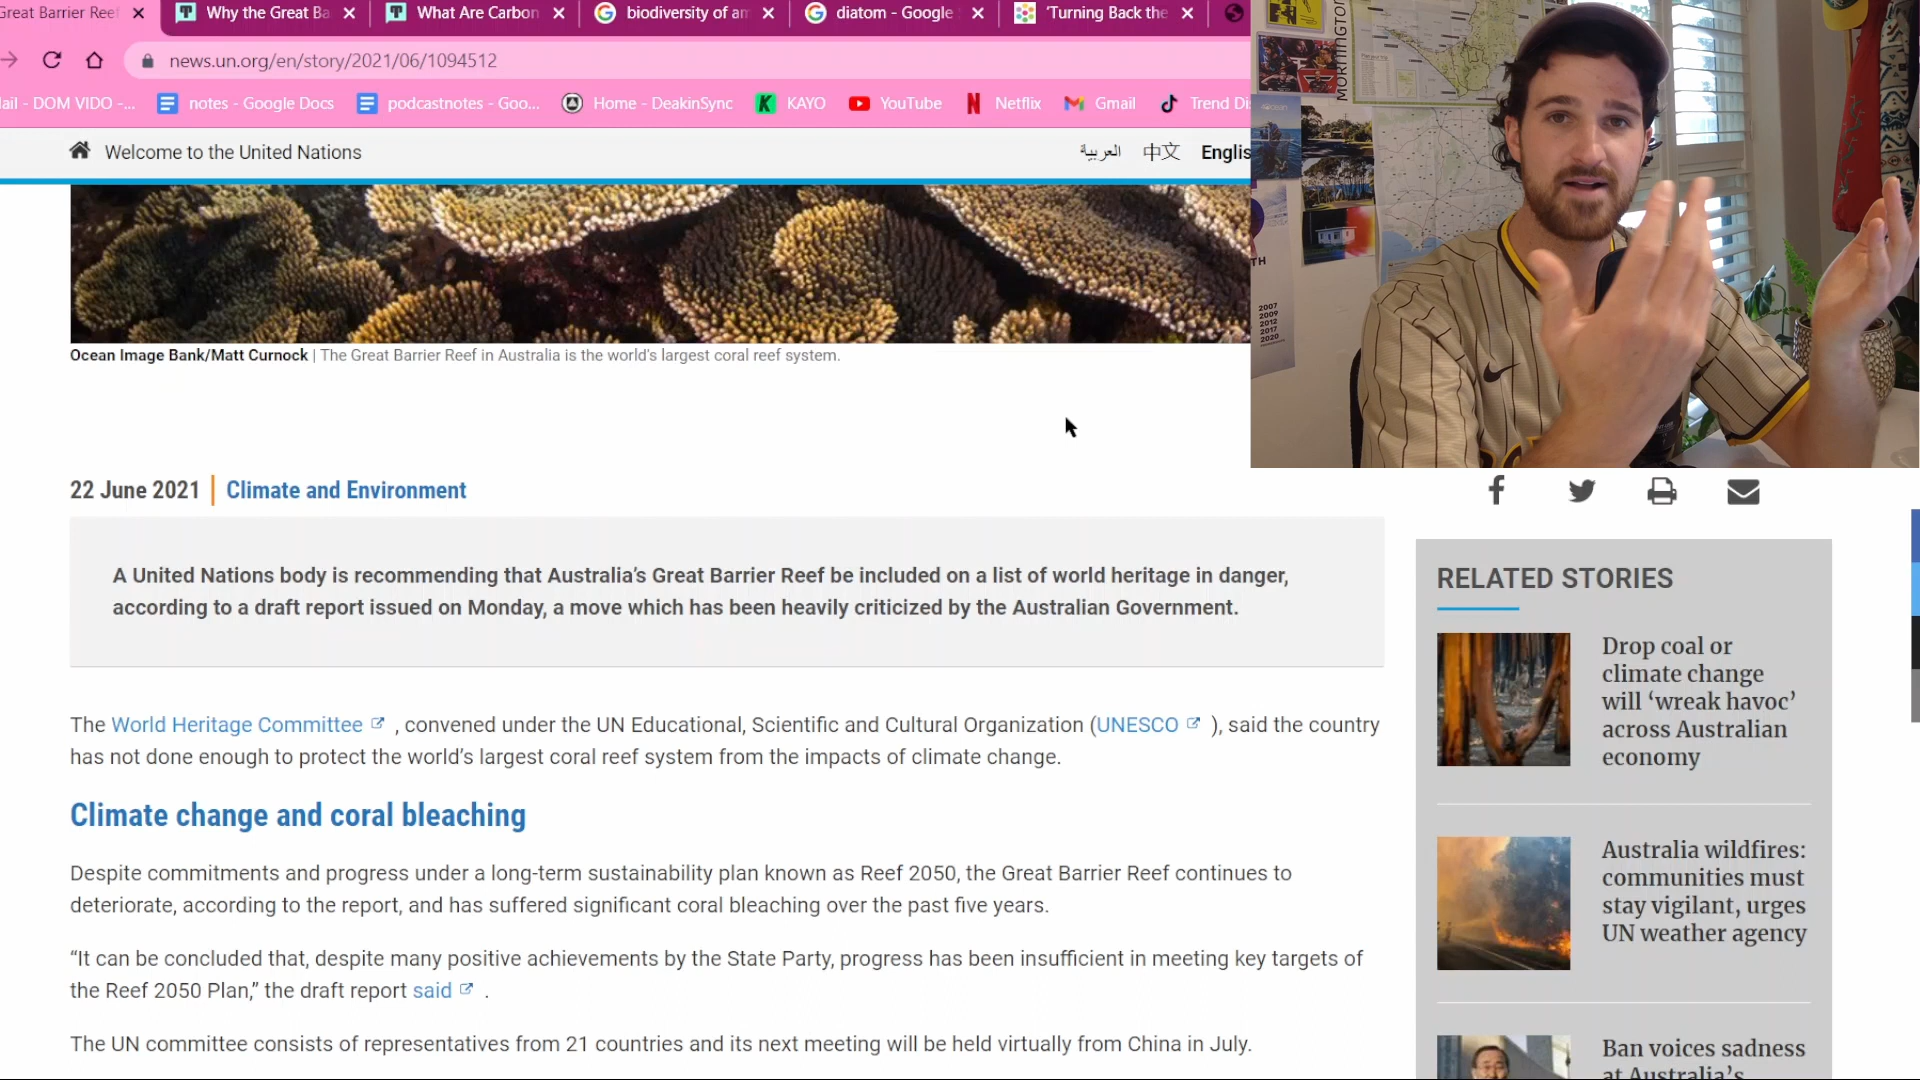 Great Barrier Reef
Why the Great Ba
What Are Carbon
biodiversity of am
diatom - Google
'Turning Back the
news.un.org/en/story/2021/06/1094512
ail - DOM VIDO -...
notes - Google Docs
podcastnotes - Goo...
Home - DeakinSync
KAYO
YouTube
Netflix
Gmail
Trend Di
Welcome to the United Nations
العربية
中文
Englis
MORNINGTON
2007
2009
2012
2017
2020
Ocean Image Bank/Matt Curnock | The Great Barrier Reef in Australia is the world's largest coral reef system.
22 June 2021 | Climate and Environment
A United Nations body is recommending that Australia's Great Barrier Reef be included on a list of world heritage in danger,
according to a draft report issued on Monday, a move which has been heavily criticized by the Australian Government.
The World Heritage Committee , convened under the UN Educational, Scientific and Cultural Organization (UNESCO ), said the country
has not done enough to protect the world's largest coral reef system from the impacts of climate change.
Climate change and coral bleaching
Despite commitments and progress under a long-term sustainability plan known as Reef 2050, the Great Barrier Reef continues to
deteriorate, according to the report, and has suffered significant coral bleaching over the past five years.
“It can be concluded that, despite many positive achievements by the State Party, progress has been insufficient in meeting key targets of
the Reef 2050 Plan,” the draft report said .
The UN committee consists of representatives from 21 countries and its next meeting will be held virtually from China in July.
RELATED STORIES
Drop coal or
climate change
will ‘wreak havoc’
across Australian
economy
Australia wildfires:
communities must
stay vigilant, urges
UN weather agency
Ban voices sadness
at Australia’s